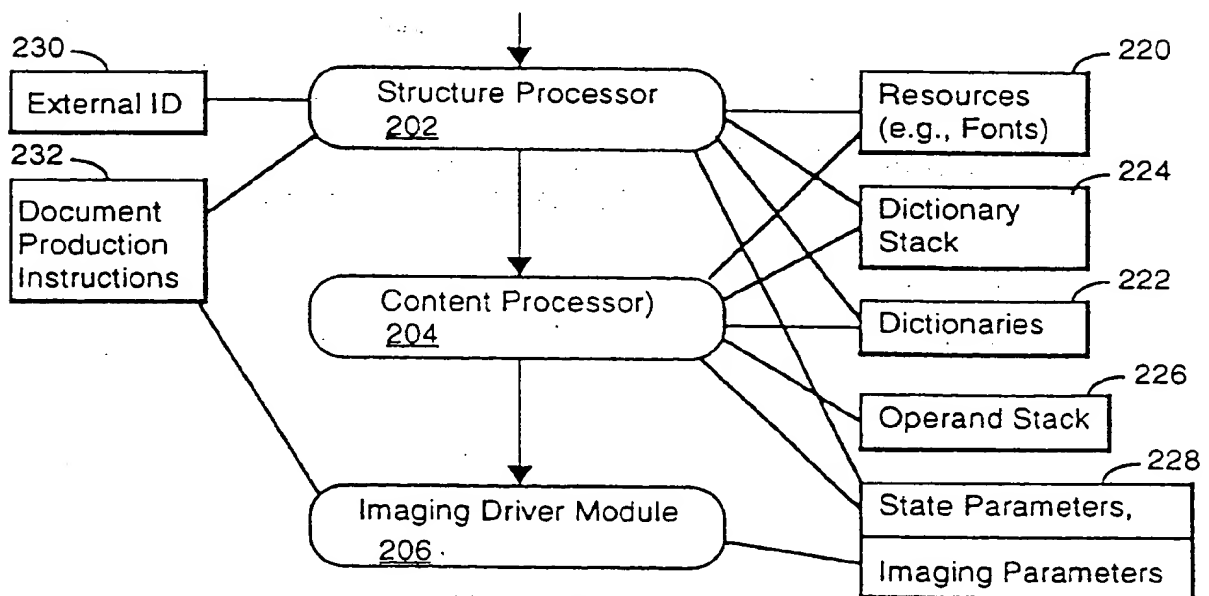 230
External ID
232
Document
Production
Instructions
Structure Processor
202
Content Processor)
204
Imaging Driver Module
206
220
Resources
(e.g., Fonts)
224
Dictionary
Stack
222
Dictionaries
226
Operand Stack
228
State Parameters,
Imaging Parameters